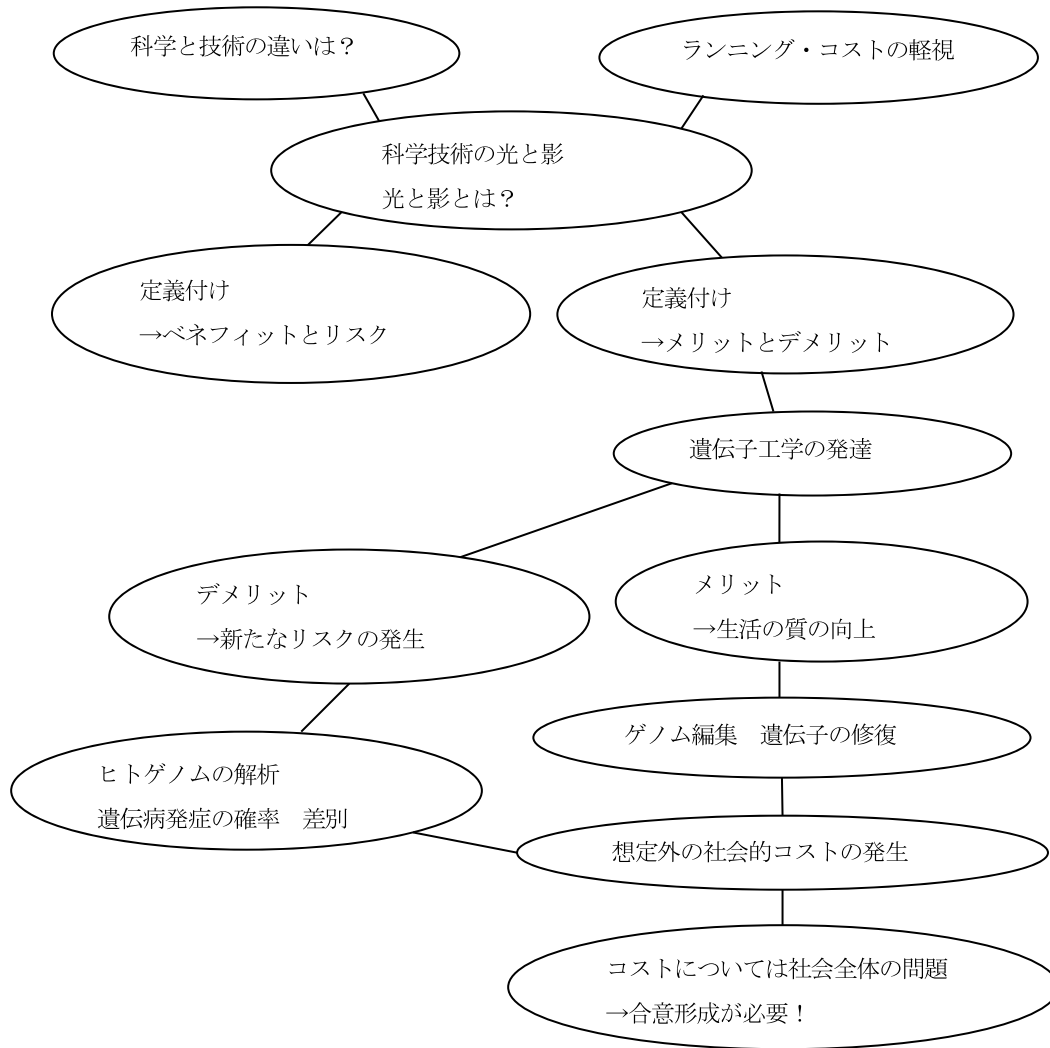 科学と技術の違いは？
ランニング・コストの軽視
科学技術の光と影
光と影とは？
定義付け
→ベネフィットとリスク
定義付け
→メリットとデメリット
遺伝子工学の発達
デメリット
→新たなリスクの発生
メリット
→生活の質の向上
ゲノム編集　遺伝子の修復
ヒトゲノムの解析
遺伝病発症の確率　差別
想定外の社会的コストの発生
コストについては社会全体の問題
→合意形成が必要！